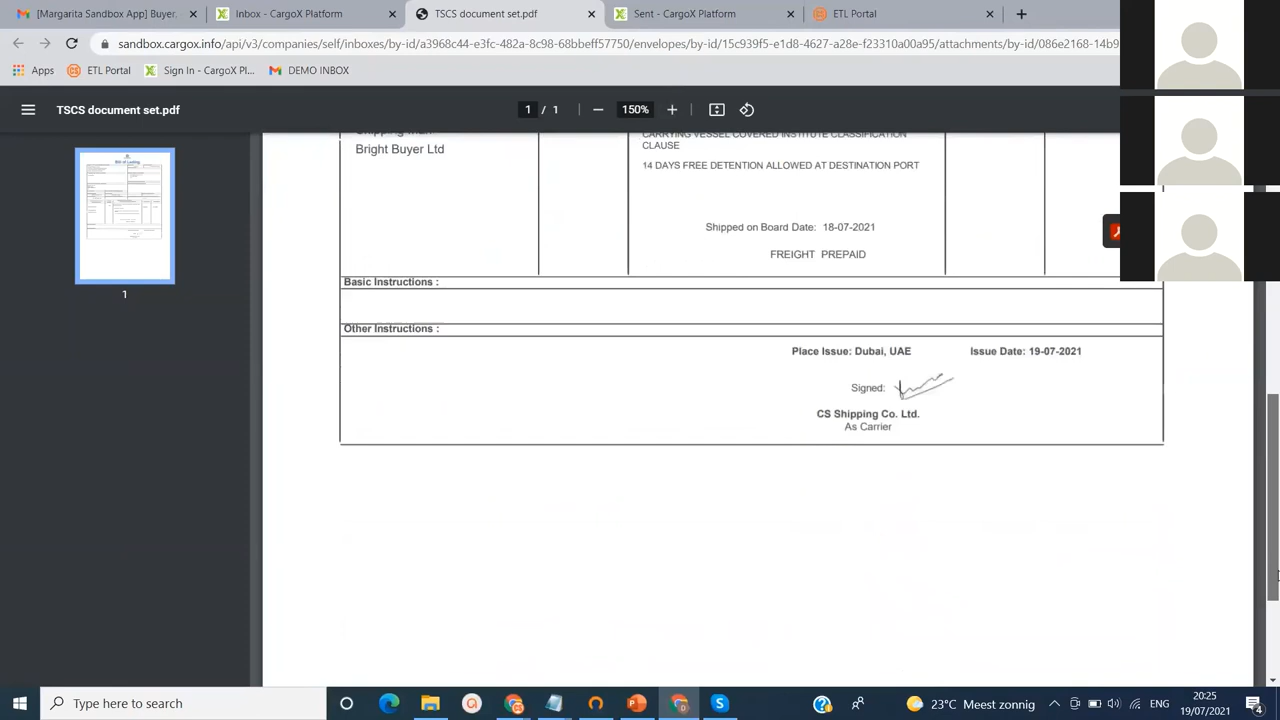 [Margarita Sandbox App] Buyer.
Inbox - CargoX Platform
TSCS document set.pdf
Sent - CargoX Platform
ETL Portal
sandbox.cargox.info/api/v3/companies/self/inboxes/by-id/a3968c44-e3fc-482a-8c98-68bbeff57750/envelopes/by-id/15c939f5-e1d8-4627-a28e-f23310a00a95/attachments/by-id/086e2168-14b9
Apps
ETL Portal
Sign In - CargoX Pl...
DEMO INBOX
TSCS document set.pdf
1 / 1
150%
Bill of Lading
1
Bright Buyer Ltd
CARRYING VESSEL COVERED INSTITUTE CLASSIFICATION
CLAUSE
14 DAYS FREE DETENTION ALLOWED AT DESTINATION PORT
Shipped on Board Date: 18-07-2021
FREIGHT PREPAID
Basic Instructions :
Other Instructions :
Place Issue: Dubai, UAE
Issue Date: 19-07-2021
Signed:
CS Shipping Co. Ltd.
As Carrier
Type here to search
23°C Meest zonnig
ENG
20:25
19/07/2021
4